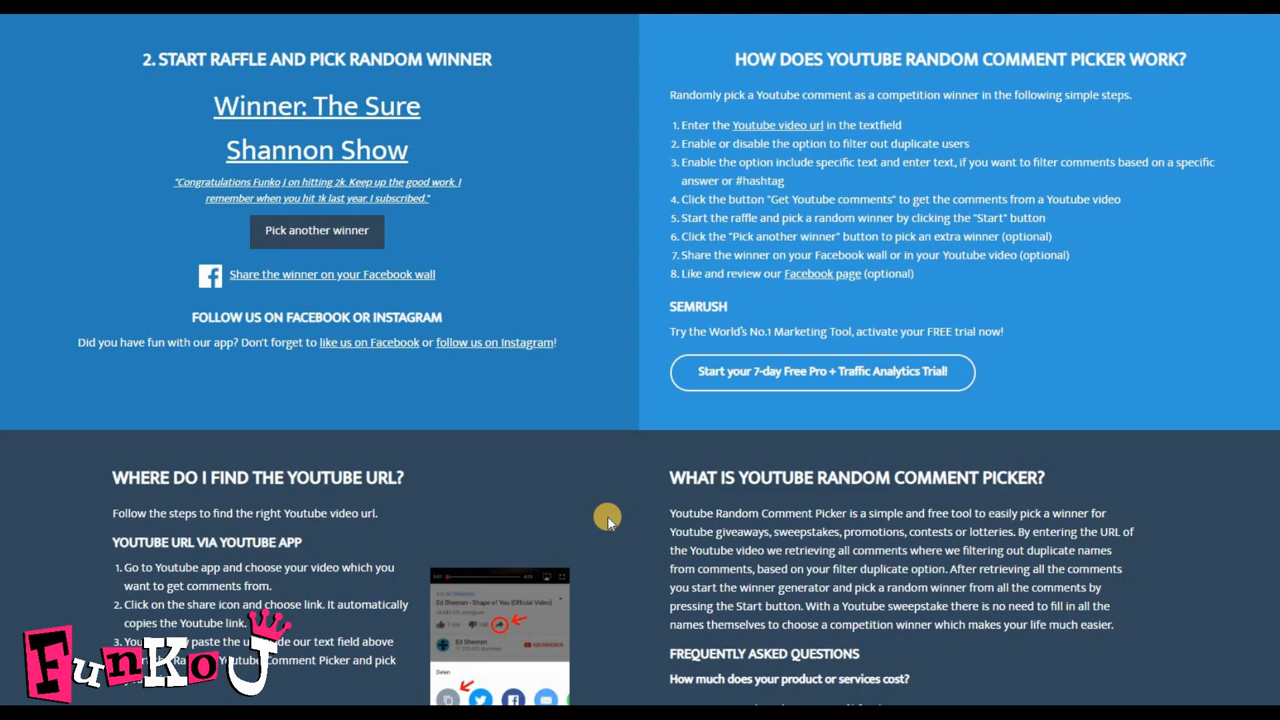 2. START RAFFLE AND PICK RANDOM WINNER
Winner: The Sure
Shannon Show
"Congratulations Funko J on hitting 2k. Keep up the good work. I
remember when you hit 1k last year. I subscribed."
Pick another winner
Share the winner on your Facebook wall
FOLLOW US ON FACEBOOK OR INSTAGRAM
Did you have fun with our app? Don't forget to like us on Facebook or follow us on Instagram!
HOW DOES YOUTUBE RANDOM COMMENT PICKER WORK?
Randomly pick a Youtube comment as a competition winner in the following simple steps.
1. Enter the Youtube video url in the textfield
2. Enable or disable the option to filter out duplicate users
3. Enable the option include specific text and enter text, if you want to filter comments based on a specific
answer or #hashtag
4. Click the button "Get Youtube comments" to get the comments from a Youtube video
5. Start the raffle and pick a random winner by clicking the "Start" button
6. Click the "Pick another winner" button to pick an extra winner (optional)
7. Share the winner on your Facebook wall or in your Youtube video (optional)
8. Like and review our Facebook page (optional)
SEMRUSH
Try the World's No.1 Marketing Tool, activate your FREE trial now!
Start your 7-day Free Pro + Traffic Analytics Trial!
WHERE DO I FIND THE YOUTUBE URL?
Follow the steps to find the right Youtube video url.
YOUTUBE URL VIA YOUTUBE APP
1. Go to Youtube app and choose your video which you
want to get comments from.
2. Click on the share icon and choose link. It automatically
copies the Youtube link.
3. paste the our text field above
Comment Picker and pick
Ed Sheeran - Shape of You [Official Video]
Ed Sheeran
ABONNEREN
Delen
FunKo J
WHAT IS YOUTUBE RANDOM COMMENT PICKER?
Youtube Random Comment Picker is a simple and free tool to easily pick a winner for
Youtube giveaways, sweepstakes, promotions, contests or lotteries. By entering the URL of
the Youtube video we retrieving all comments where we filtering out duplicate names
from comments, based on your filter duplicate option. After retrieving all the comments
you start the winner generator and pick a random winner from all the comments by
pressing the Start button. With a Youtube sweepstake there is no need to fill in all the
names themselves to choose a competition winner which makes your life much easier.
FREQUENTLY ASKED QUESTIONS
How much does your product or services cost?